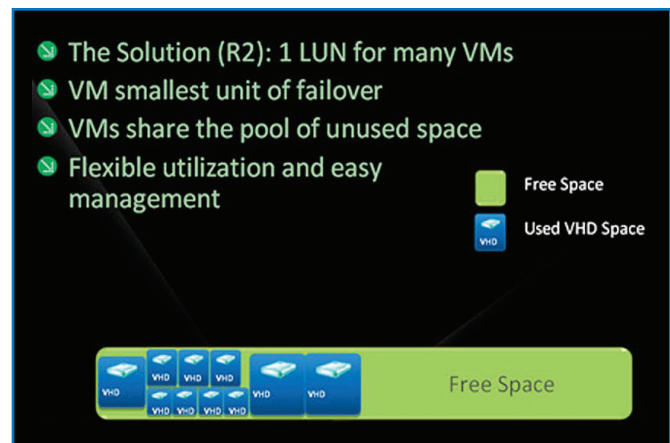 The Solution (R2): 1 LUN for many VMs
VM smallest unit of failover
VMs share the pool of unused space
Flexible utilization and easy
management
Free Space
VHD
Used VHD Space
VHD
VHD
VHD
VHD
VHD
VHD
VHD
VHD
VHD
VHD
Free Space